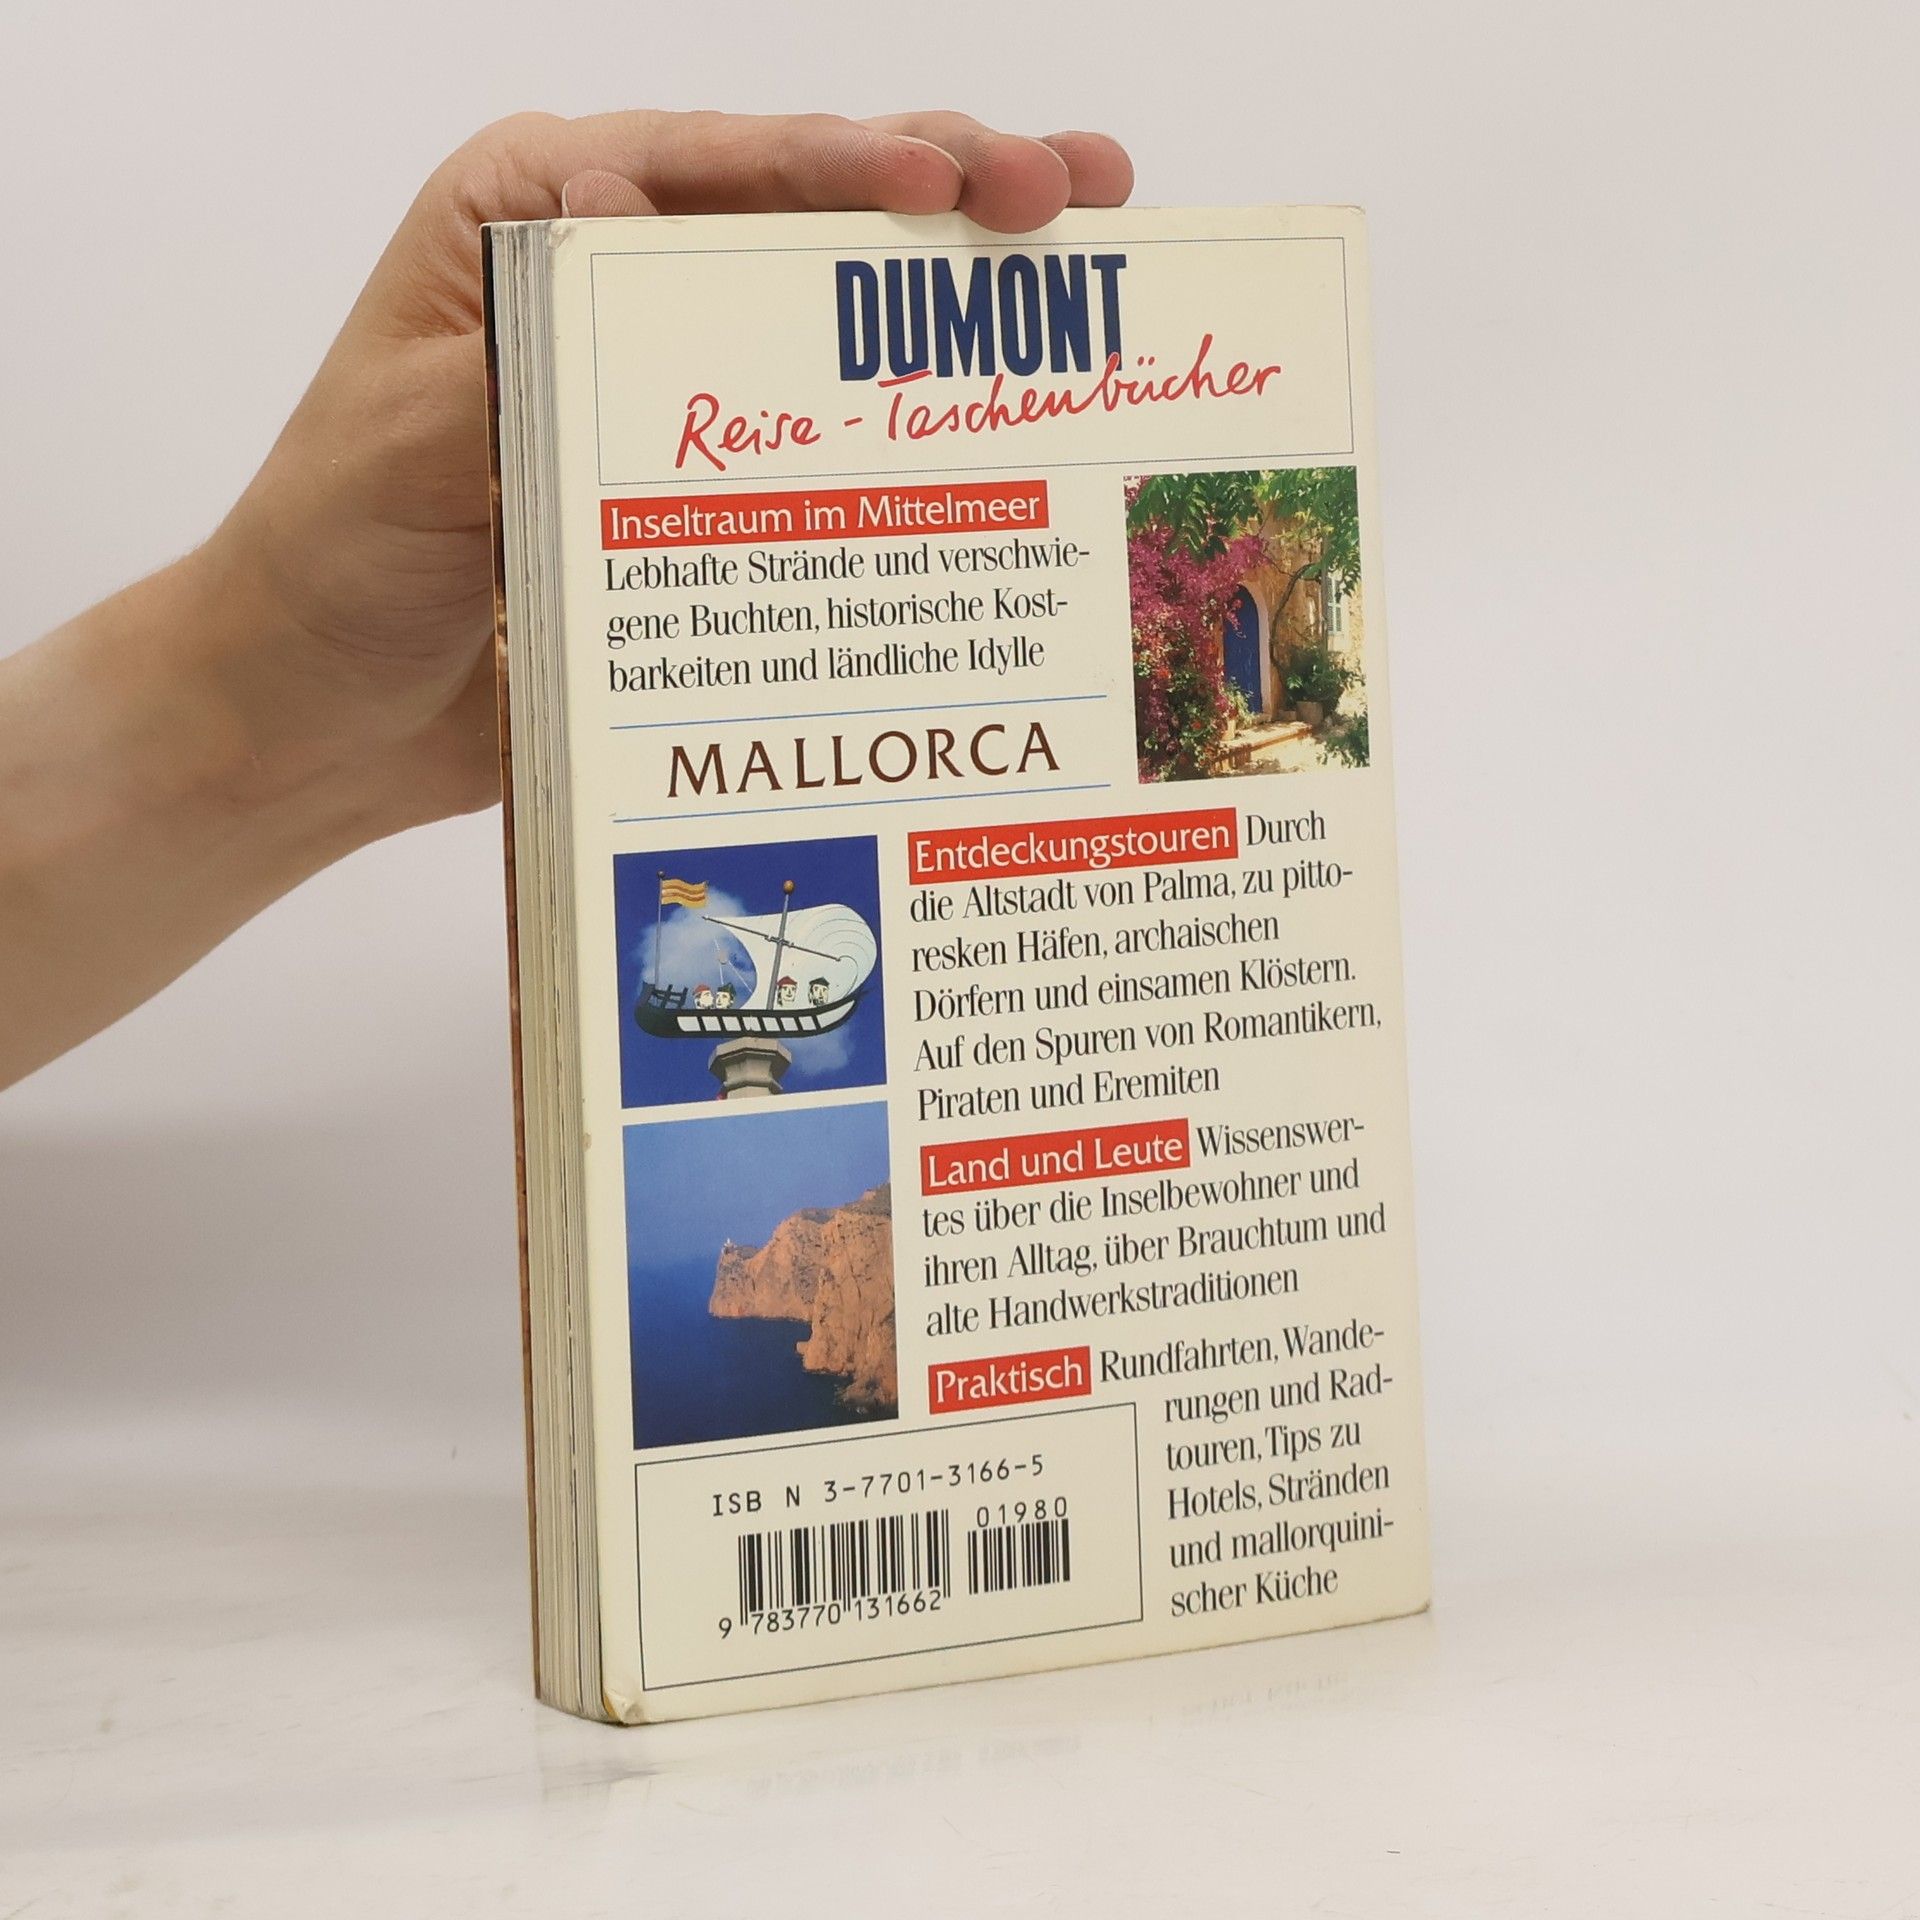 DUMONT
Reise-Taschenbücher
Inseltraum im Mittelmeer
Lebhafte Strände und verschwie-
gene Buchten, historische Kost-
barkeiten und ländliche Idylle
MALLORCA
Entdeckungstouren Durch
die Altstadt von Palma, zu pitto-
resken Häfen, archaischen
Dörfern und einsamen Klöstern.
Auf den Spuren von Romantikern,
Piraten und Eremiten
Land und Leute Wissenswer-
tes über die Inselbewohner und
ihren Alltag, über Brauchtum und
alte Handwerkstraditionen
Praktisch Rundfahrten, Wande-
rungen und Rad-
touren, Tips zu
Hotels, Stränden
und mallorquini-
scher Küche
ISB N 3-7701-3166-5
01980
9 783770 131662